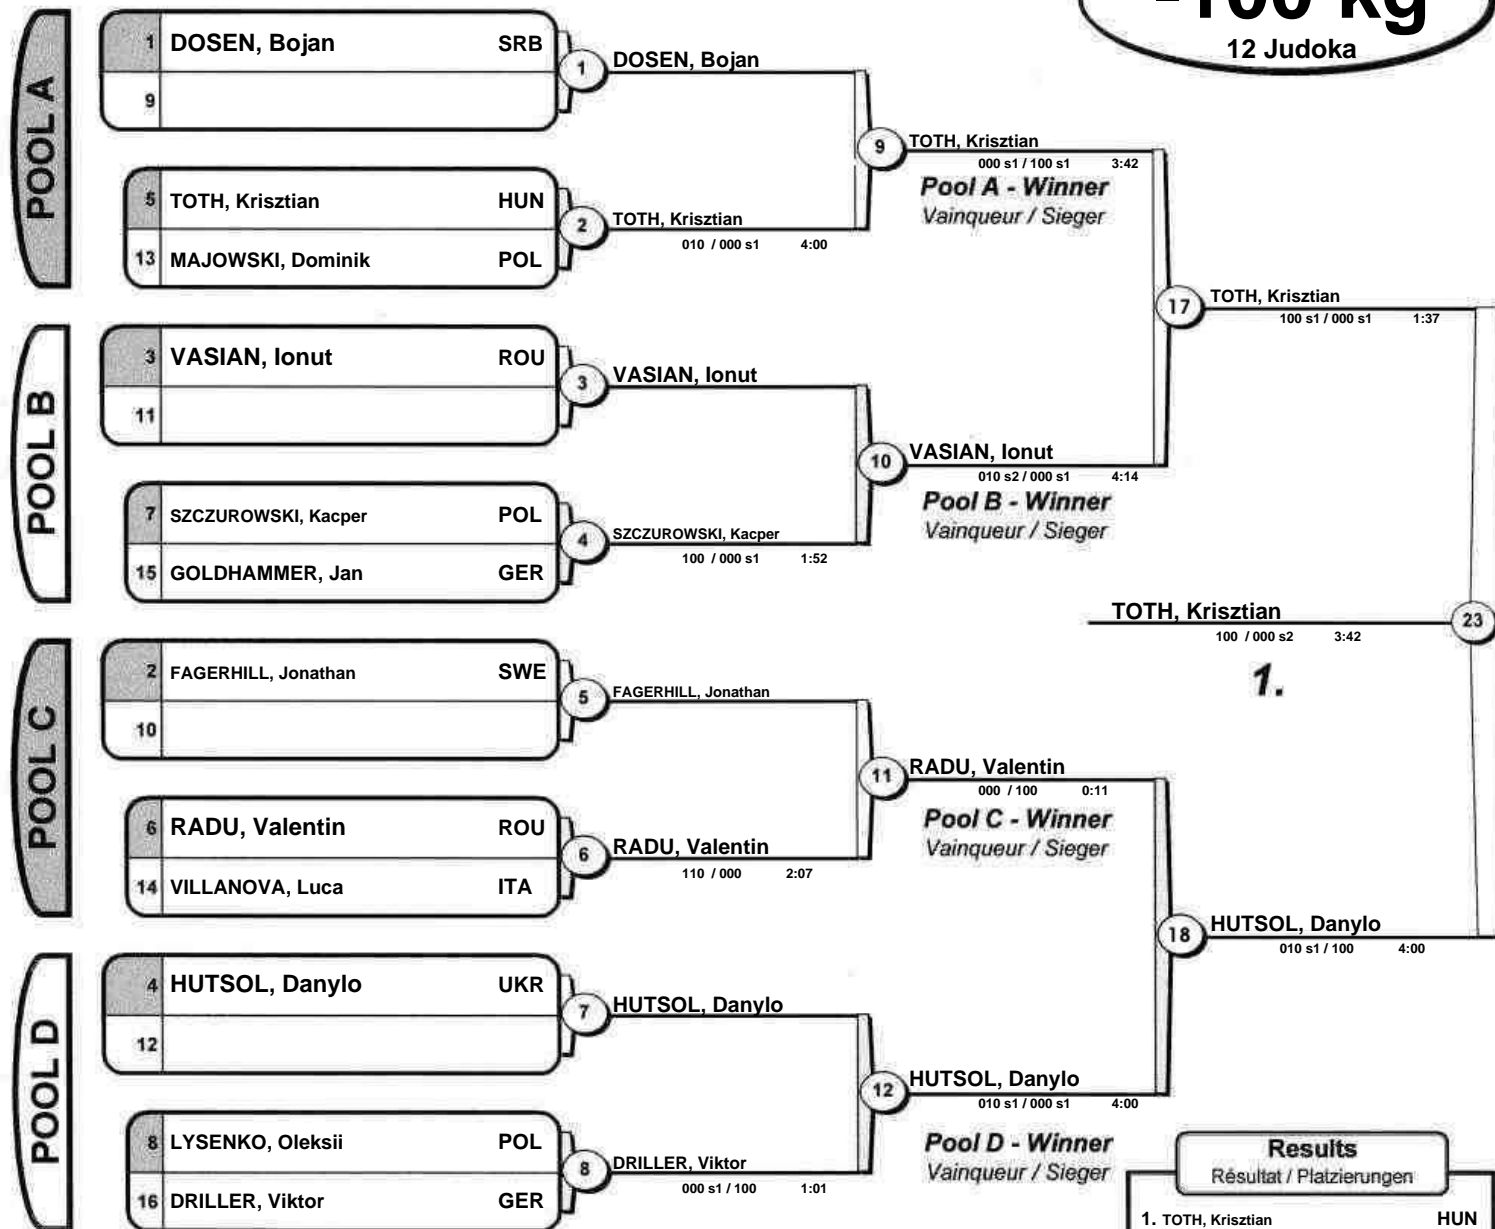 -100 kg
12 Judoka
POOL A
1 DOSEN, Bojan SRB
9
1
DOSEN, Bojan
5 TOTH, Krisztian HUN
13 MAJOWSKI, Dominik POL
2
TOTH, Krisztian
010 / 000 s1 4:00
9
TOTH, Krisztian
000 s1 / 100 s1 3:42
Pool A - Winner
Vainqueur / Sieger
POOL B
3 VASIAN, Ionut ROU
11
3
VASIAN, Ionut
7 SZCZUROWSKI, Kacper POL
15 GOLDHAMMER, Jan GER
4
SZCZUROWSKI, Kacper
100 / 000 s1 1:52
10
VASIAN, Ionut
010 s2 / 000 s1 4:14
Pool B - Winner
Vainqueur / Sieger
17
TOTH, Krisztian
100 s1 / 000 s1 1:37
TOTH, Krisztian
100 / 000 s2 3:42
23
1.
POOL C
2 FAGERHILL, Jonathan SWE
10
5
FAGERHILL, Jonathan
6 RADU, Valentin ROU
14 VILLANOVA, Luca ITA
6
RADU, Valentin
110 / 000 2:07
11
RADU, Valentin
000 / 100 0:11
Pool C - Winner
Vainqueur / Sieger
18
HUTSOL, Danylo
010 s1 / 100 4:00
POOL D
4 HUTSOL, Danylo UKR
12
7
HUTSOL, Danylo
8 LYSENKO, Oleksii POL
16 DRILLER, Viktor GER
8
DRILLER, Viktor
000 s1 / 100 1:01
12
HUTSOL, Danylo
010 s1 / 000 s1 4:00
Pool D - Winner
Vainqueur / Sieger
Results
Résultat / Platzierungen
1. TOTH, Krisztian HUN